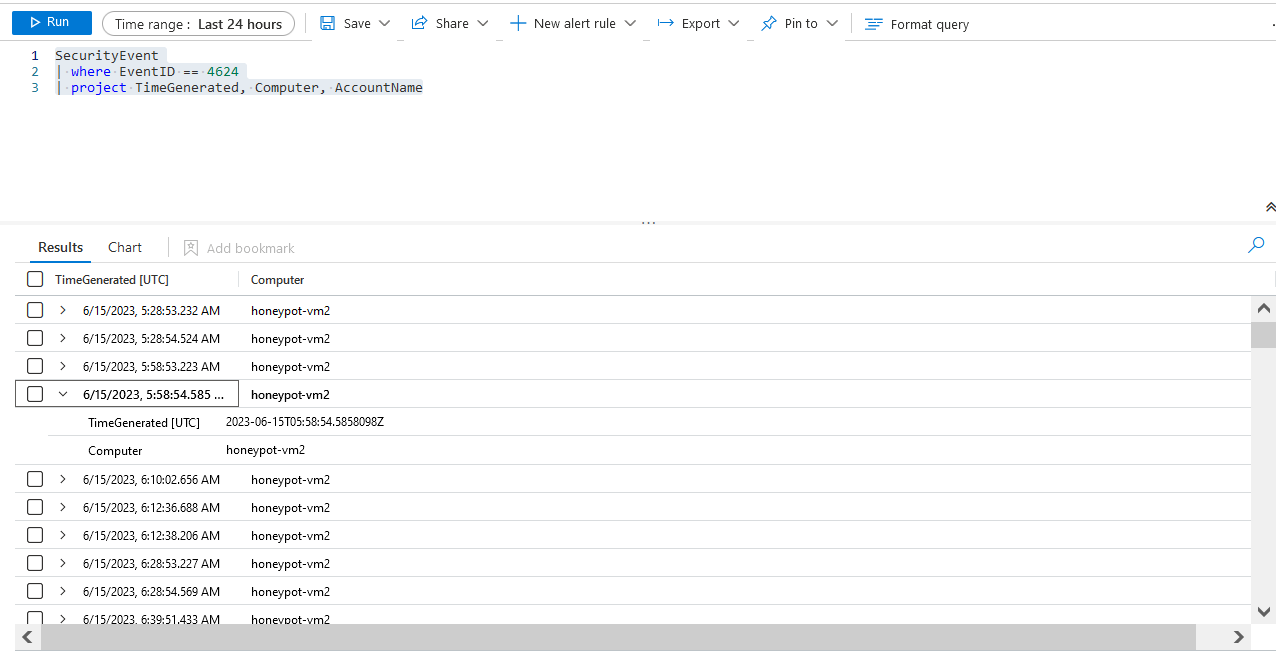 Run
Time range : Last 24 hours
Save
Share
New alert rule
Export
Pin to
Format query
1 SecurityEvent
2 | where EventID == 4624
3 | project TimeGenerated, Computer, AccountName
...
Results
Chart
Add bookmark
TimeGenerated [UTC] Computer
6/15/2023, 5:28:53.232 AM honeypot-vm2
6/15/2023, 5:28:54.524 AM honeypot-vm2
6/15/2023, 5:58:53.223 AM honeypot-vm2
6/15/2023, 5:58:54.585 ... honeypot-vm2
TimeGenerated [UTC] 2023-06-15T05:58:54.5858098Z
Computer honeypot-vm2
6/15/2023, 6:10:02.656 AM honeypot-vm2
6/15/2023, 6:12:36.688 AM honeypot-vm2
6/15/2023, 6:12:38.206 AM honeypot-vm2
6/15/2023, 6:28:53.227 AM honeypot-vm2
6/15/2023, 6:28:54.569 AM honeypot-vm2
6/15/2023, 6:39:51.433 AM honeypot-vm2